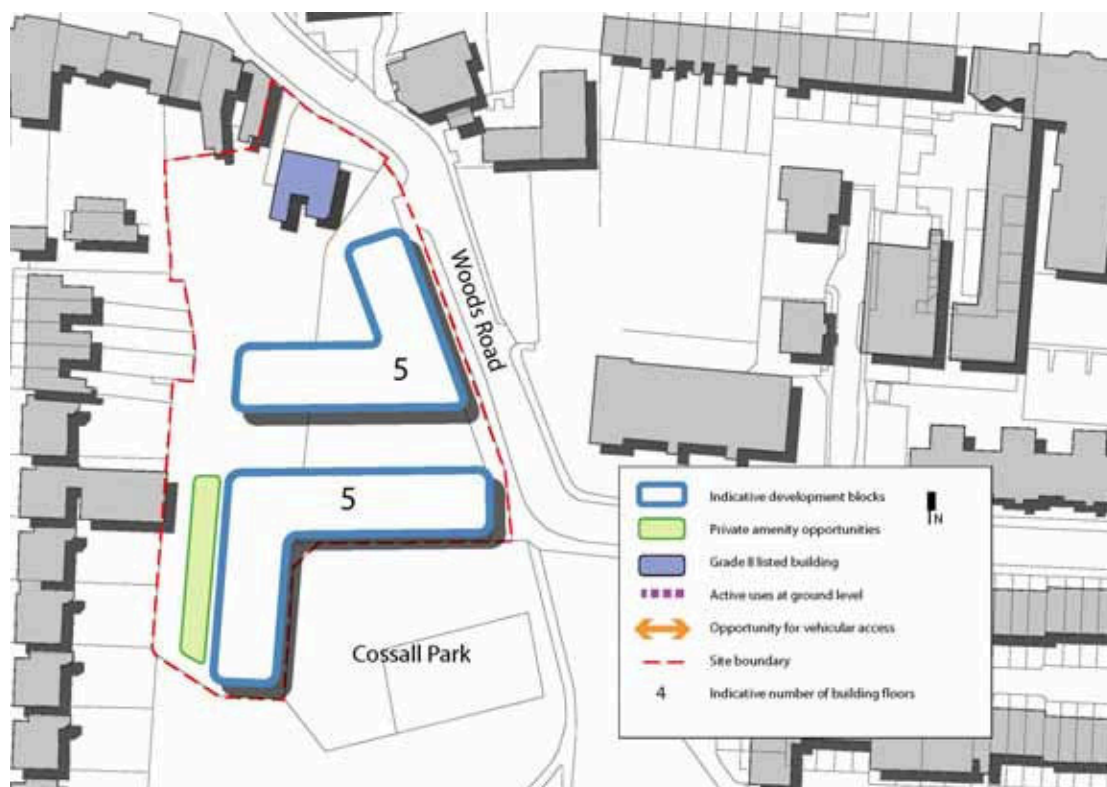 Woods Road
5
5
Cossall Park
Indicative development blocks
N
Private amenity opportunities
Grade II listed building
Active uses at ground level
Opportunity for vehicular access
Site boundary
4 Indicative number of building floors